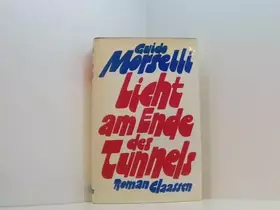 Guido
Morselli
Licht
am Ende
des
Tunnels
Roman Claassen